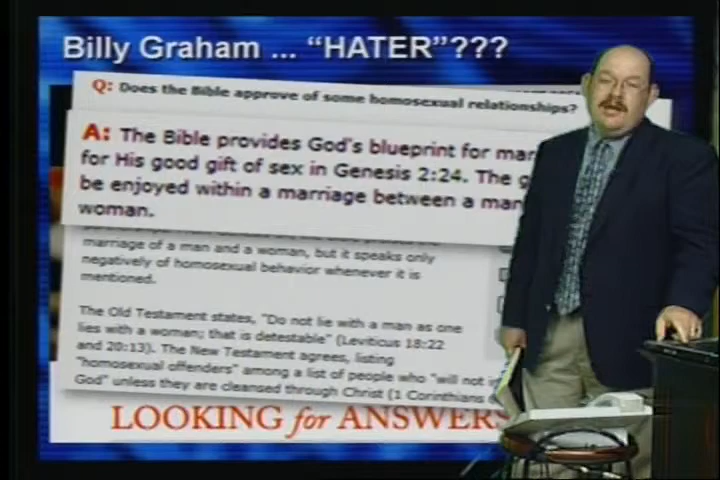 Billy Graham ... “HATER”???
Q: Does the Bible approve of some homosexual relationships?
A: The Bible provides God's blueprint for mar
for His good gift of sex in Genesis 2:24. The g
be enjoyed within a marriage between a man
woman.
marriage of a man and a woman, but it speaks only
negatively of homosexual behavior whenever it is
mentioned.
The Old Testament states, "Do not lie with a man as one
lies with a woman; that is detestable" (Leviticus 18:22
and 20:13). The New Testament agrees, listing
"homosexual offenders" among a list of people who "will not i
God" unless they are cleansed through Christ (1 Corinthians
LOOKING for ANSWERS